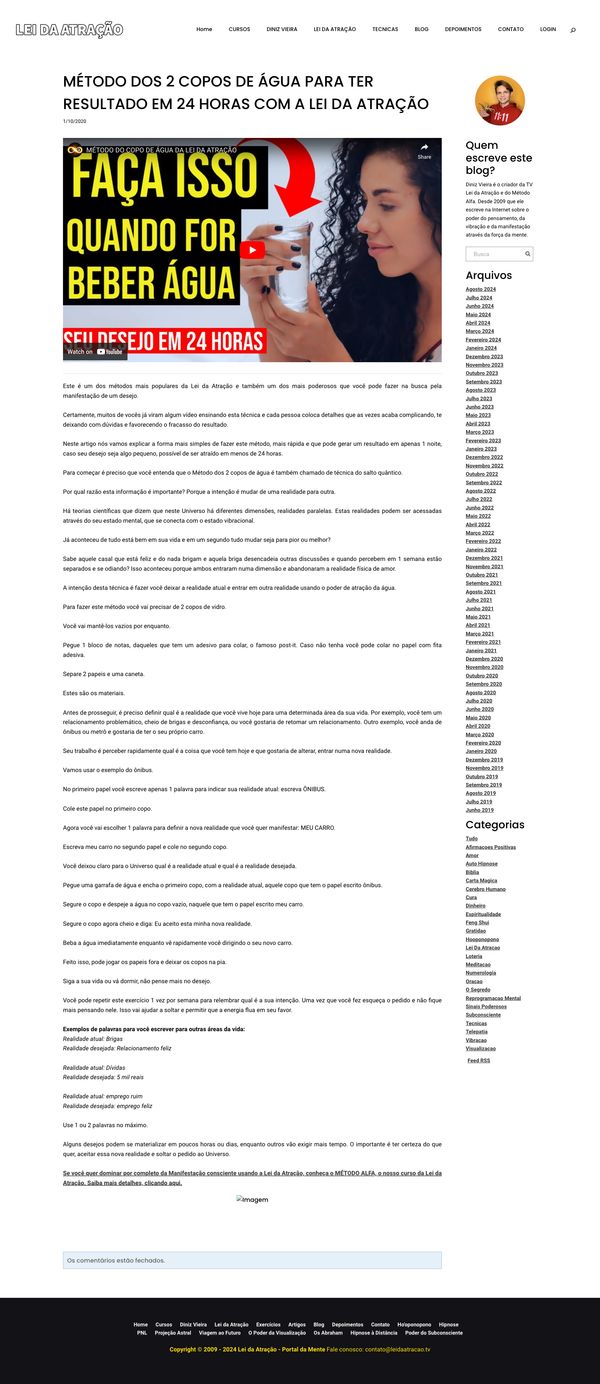 LEI DA ATRAÇÃO
Home CURSOS DINIZ VIEIRA LEI DA ATRAÇÃO TECNICAS BLOG DEPOIMENTOS CONTATO LOGIN
MÉTODO DOS 2 COPOS DE ÁGUA PARA TER
RESULTADO EM 24 HORAS COM A LEI DA ATRAÇÃO
1/10/2020
MÉTODO DO COPO DE ÁGUA DA LEI DA ATRAÇÃO
Share
FAÇA ISSO
QUANDO FOR
BEBER ÁGUA
SEU DESEJO EM 24 HORAS
Watch on YouTube
Este é um dos métodos mais populares da Lei da Atração e também um dos mais poderosos que você pode fazer na busca pela
manifestação de um desejo.
Certamente, muitos de vocês já viram algum vídeo ensinando esta técnica e cada pessoa coloca detalhes que as vezes acaba complicando, te
deixando com dúvidas e favorecendo o fracasso do resultado.
Neste artigo nós vamos explicar a forma mais simples de fazer este método, mais rápida e que pode gerar um resultado em apenas 1 noite,
caso seu desejo seja algo pequeno, possível de ser atraído em menos de 24 horas.
Para começar é preciso que você entenda que o Método dos 2 copos de água é também chamado de técnica do salto quântico.
Por qual razão esta informação é importante? Porque a intenção é mudar de uma realidade para outra.
Há teorias científicas que dizem que neste Universo há diferentes dimensões, realidades paralelas. Estas realidades podem ser acessadas
através do seu estado mental, que se conecta com o estado vibracional.
Já aconteceu de tudo está bem em sua vida e em um segundo tudo mudar seja para pior ou melhor?
Sabe aquele casal que está feliz e do nada brigam e aquela briga desencadeia outras discussões e quando percebem em 1 semana estão
separados e se odiando? Isso aconteceu porque ambos entraram numa dimensão e abandonaram a realidade física de amor.
A intenção desta técnica é fazer você deixar a realidade atual e entrar em outra realidade usando o poder de atração da água.
Para fazer este método você vai precisar de 2 copos de vidro.
Você vai mantê-los vazios por enquanto.
Pegue 1 bloco de notas, daqueles que tem um adesivo para colar, o famoso post-it. Caso não tenha você pode colar no papel com fita
adesiva.
Separe 2 papeis e uma caneta.
Estes são os materiais.
Antes de prosseguir, é preciso definir qual é a realidade que você vive hoje para uma determinada área da sua vida. Por exemplo, você tem um
relacionamento problemático, cheio de brigas e desconfiança, ou você gostaria de retomar um relacionamento. Outro exemplo, você anda de
ônibus ou metrô e gostaria de ter o seu próprio carro.
Seu trabalho é perceber rapidamente qual é a coisa que você tem hoje e que gostaria de alterar, entrar numa nova realidade.
Vamos usar o exemplo do ônibus.
No primeiro papel você escreve apenas 1 palavra para indicar sua realidade atual: escreva ÔNIBUS.
Cole este papel no primeiro copo.
Agora você vai escolher 1 palavra para definir a nova realidade que você quer manifestar: MEU CARRO.
Escreva meu carro no segundo papel e cole no segundo copo.
Você deixou claro para o Universo qual é a realidade atual e qual é a realidade desejada.
Pegue uma garrafa de água e encha o primeiro copo, com a realidade atual, aquele copo que tem o papel escrito ônibus.
Segure o copo e despeje a água no copo vazio, naquele que tem o papel escrito meu carro.
Segure o copo agora cheio e diga: Eu aceito esta minha nova realidade.
Beba a água imediatamente enquanto vê rapidamente você dirigindo o seu novo carro.
Feito isso, pode jogar os papeis fora e deixar os copos na pia.
Siga a sua vida ou vá dormir, não pense mais no desejo.
Você pode repetir este exercício 1 vez por semana para relembrar qual é a sua intenção. Uma vez que você fez esqueça o pedido e não fique
mais pensando nele. Isso vai ajudar a soltar e permitir que a energia flua em seu favor.
Exemplos de palavras para você escrever para outras áreas da vida:
Realidade atual: Brigas
Realidade desejada: Relacionamento feliz
Realidade atual: Dívidas
Realidade desejada: 5 mil reais
Realidade atual: emprego ruim
Realidade desejada: emprego feliz
Use 1 ou 2 palavras no máximo.
Alguns desejos podem se materializar em poucos horas ou dias, enquanto outros vão exigir mais tempo. O importante é ter certeza do que
quer, aceitar essa nova realidade e soltar o pedido ao Universo.
Se você quer dominar por completo da Manifestação consciente usando a Lei da Atração, conheça o MÉTODO ALFA, o nosso curso da Lei da
Atração. Saiba mais detalhes, clicando aqui.
Imagem
Os comentários estão fechados.
11:11
Quem
escreve este
blog?
Diniz Vieira é o criador da TV
Lei da Atração e do Método
Alfa. Desde 2009 que ele
escreve na Internet sobre o
poder do pensamento, da
vibração e da manifestação
através da força da mente.
Busca
Arquivos
Agosto 2024
Julho 2024
Junho 2024
Maio 2024
Abril 2024
Março 2024
Fevereiro 2024
Janeiro 2024
Dezembro 2023
Novembro 2023
Outubro 2023
Setembro 2023
Agosto 2023
Julho 2023
Junho 2023
Maio 2023
Abril 2023
Março 2023
Fevereiro 2023
Janeiro 2023
Dezembro 2022
Novembro 2022
Outubro 2022
Setembro 2022
Agosto 2022
Julho 2022
Junho 2022
Maio 2022
Abril 2022
Março 2022
Fevereiro 2022
Janeiro 2022
Dezembro 2021
Novembro 2021
Outubro 2021
Setembro 2021
Agosto 2021
Julho 2021
Junho 2021
Maio 2021
Abril 2021
Março 2021
Fevereiro 2021
Janeiro 2021
Dezembro 2020
Novembro 2020
Outubro 2020
Setembro 2020
Agosto 2020
Julho 2020
Junho 2020
Maio 2020
Abril 2020
Março 2020
Fevereiro 2020
Janeiro 2020
Dezembro 2019
Novembro 2019
Outubro 2019
Setembro 2019
Agosto 2019
Julho 2019
Junho 2019
Categorias
Tudo
Afirmacoes Positivas
Amor
Auto Hipnose
Biblia
Carta Magica
Cerebro Humano
Cura
Dinheiro
Espiritualidade
Feng Shui
Gratidao
Hooponopono
Lei Da Atracao
Loteria
Meditacao
Numerologia
Oracao
O Segredo
Reprogramacao Mental
Sinais Poderosos
Subconsciente
Tecnicas
Telepatia
Vibracao
Visualizacao
Feed RSS
Home Cursos Diniz Vieira Lei da Atração Exercícios Artigos Blog Depoimentos Contato Ho'oponopono Hipnose
PNL Projeção Astral Viagem ao Futuro O Poder da Visualização Os Abraham Hipnose à Distância Poder do Subconsciente
Copyright © 2009 - 2024 Lei da Atração - Portal da Mente Fale conosco: contato@leidaatracao.tv